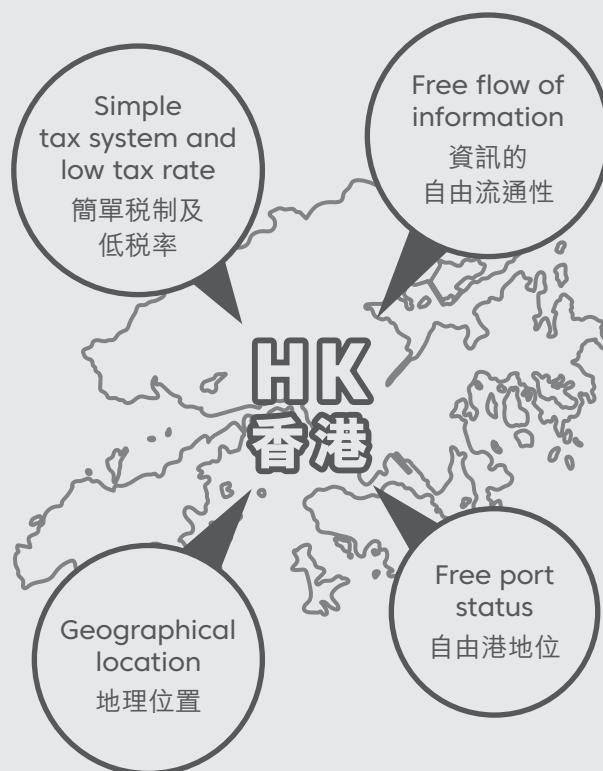 Simple
tax system and
low tax rate
簡單税制及
低税率
Free flow of
information
資訊的
自由流通性
HK
香港
Geographical
location
地理位置
Free port
status
自由港地位